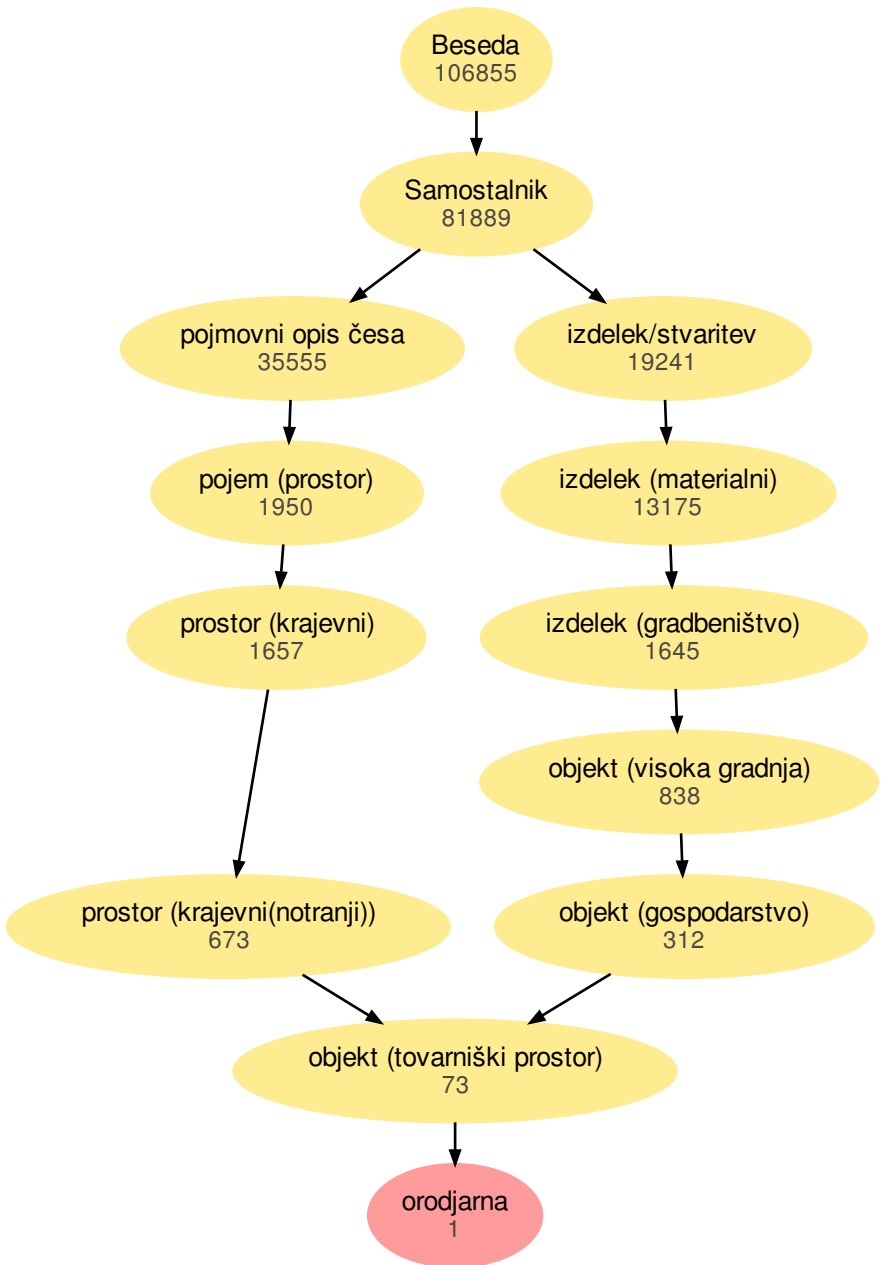 Beseda
106855
Samostalnik
81889
pojmovni opis česa
35555
izdelek/stvaritev
19241
pojem (prostor)
1950
izdelek (materialni)
13175
prostor (krajevni)
1657
izdelek (gradbeništvo)
1645
objekt (visoka gradnja)
838
prostor (krajevni(notranji))
673
objekt (gospodarstvo)
312
objekt (tovarniški prostor)
73
orodjarna
1